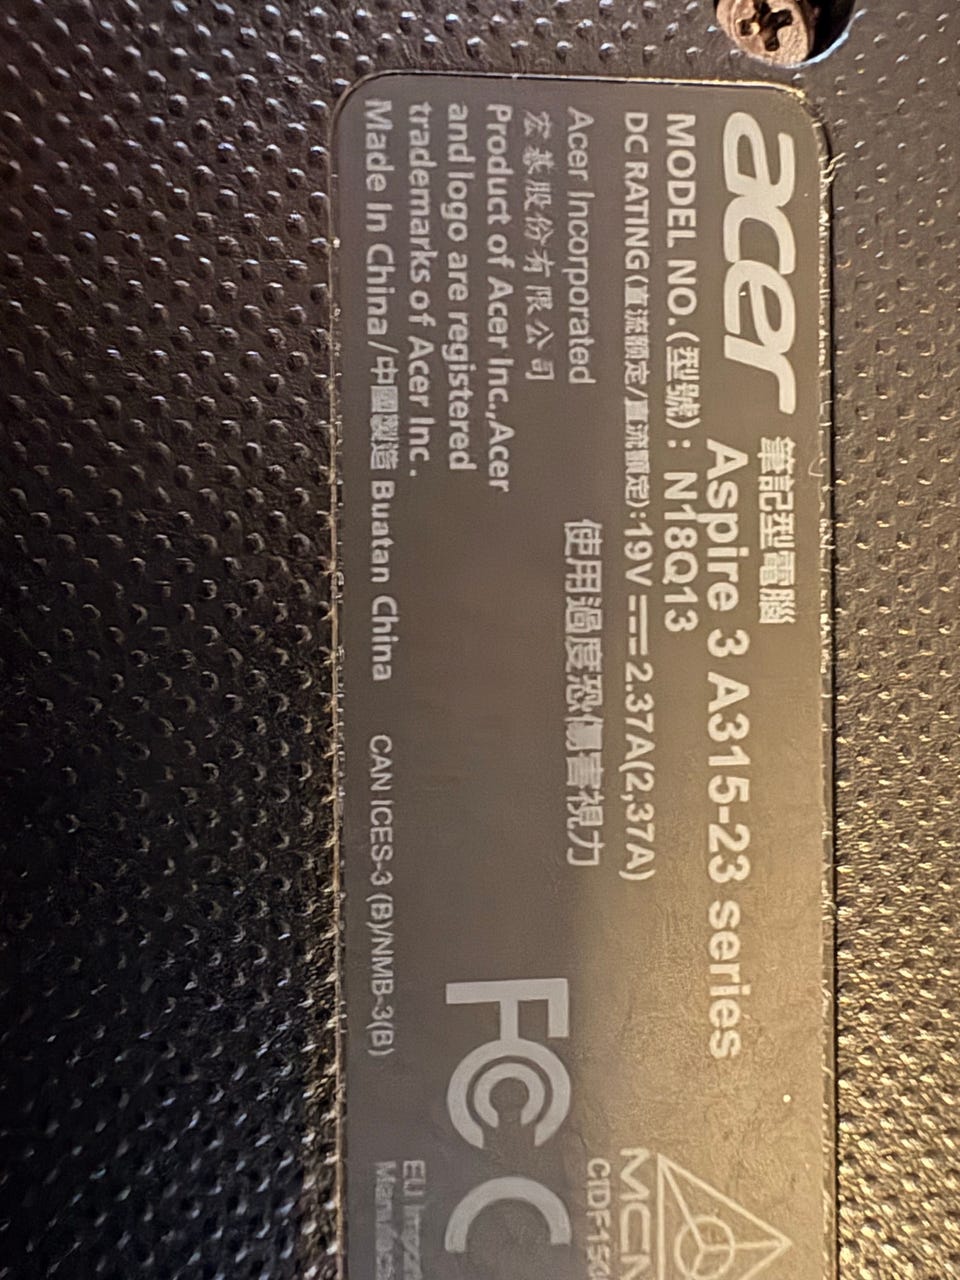 acer 筆記型電腦
Aspire 3 A315-23 series
MODEL NO.(型號) : N18Q13
DC RATING(直流額定/直流额定):19V⎓2.37A(2,37A)
Acer Incorporated
宏碁股份有限公司
使用過度恐傷害視力
Product of Acer Inc.,Acer
and logo are registered
trademarks of Acer Inc.
Made In China/中國製造 Buatan China
CAN ICES-3 (B)/NMB-3(B)
FC C
MCM
CIDF150
EU